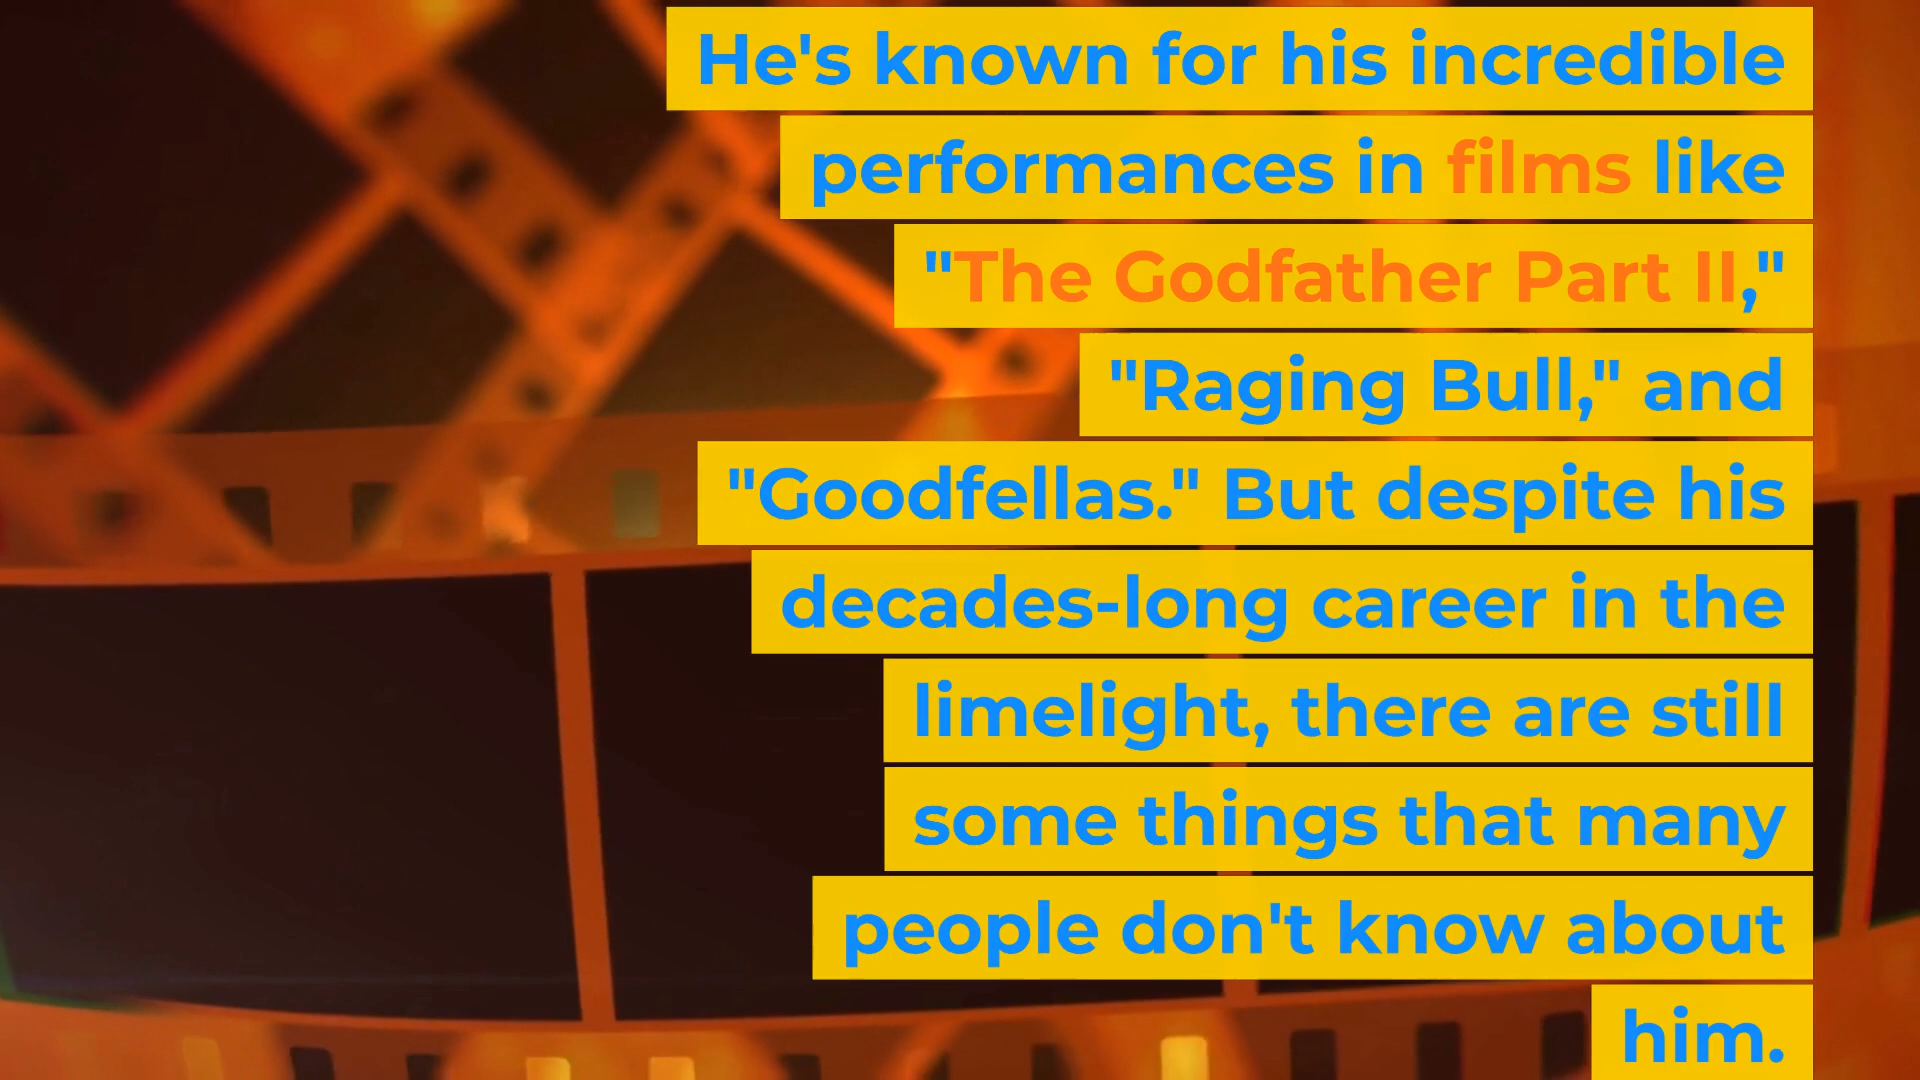 He's known for his incredible
performances in films like
"The Godfather Part II,"
"Raging Bull," and
"Goodfellas." But despite his
decades-long career in the
limelight, there are still
some things that many
people don't know about
him.